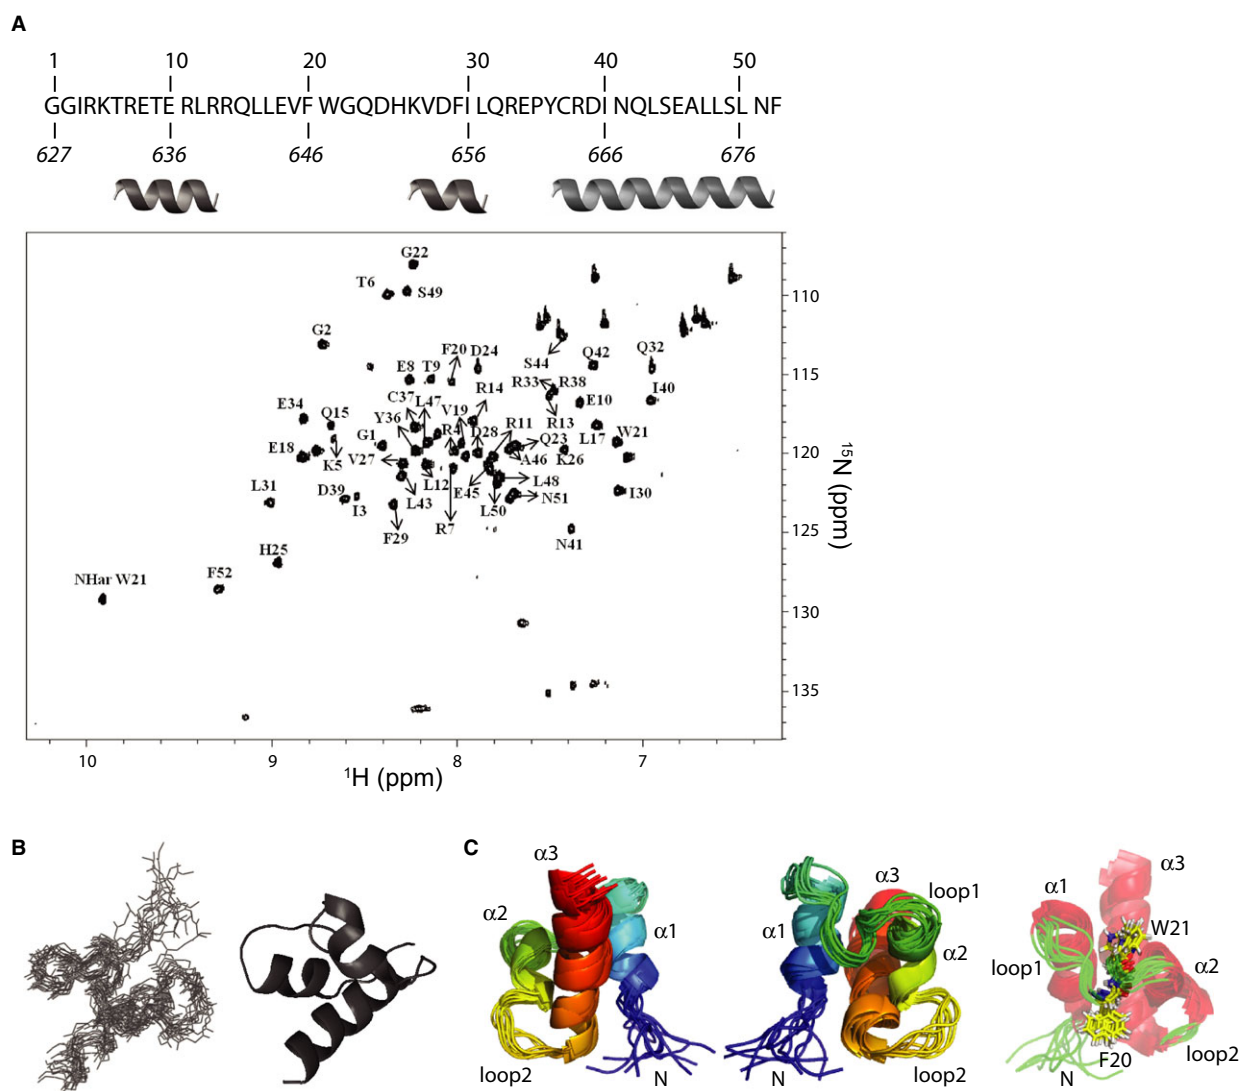 A
1 10 20 30 40 50
GGIRKTRETE RLRRQLLEVF WGQDHKVDFI LQREPYCRDI NQLSEALLSL NF
627 636 646 656 666 676
G22
T6
S49
110
G2
F20
D24
S44
Q42
Q32
E8
T9
R14
R33
R38
115
C37
L47
I40
E34
Q15
Y36
V19
E10
R4
D28
R11
R13
G1
Q23
L17
W21
E18
V27
A46
K26
120
K5
L12
E45
L48
L31
D39
I3
L43
N51
I30
L50
F29
R7
N41
125
H25
NHar W21
F52
130
135
15N (ppm)
10 9 8 7
1H (ppm)
B
C
α3
α2
α1
loop2
N
α3
loop1
α1
α2
N
loop2
α3
α1
W21
loop1
α2
loop2
F20
N